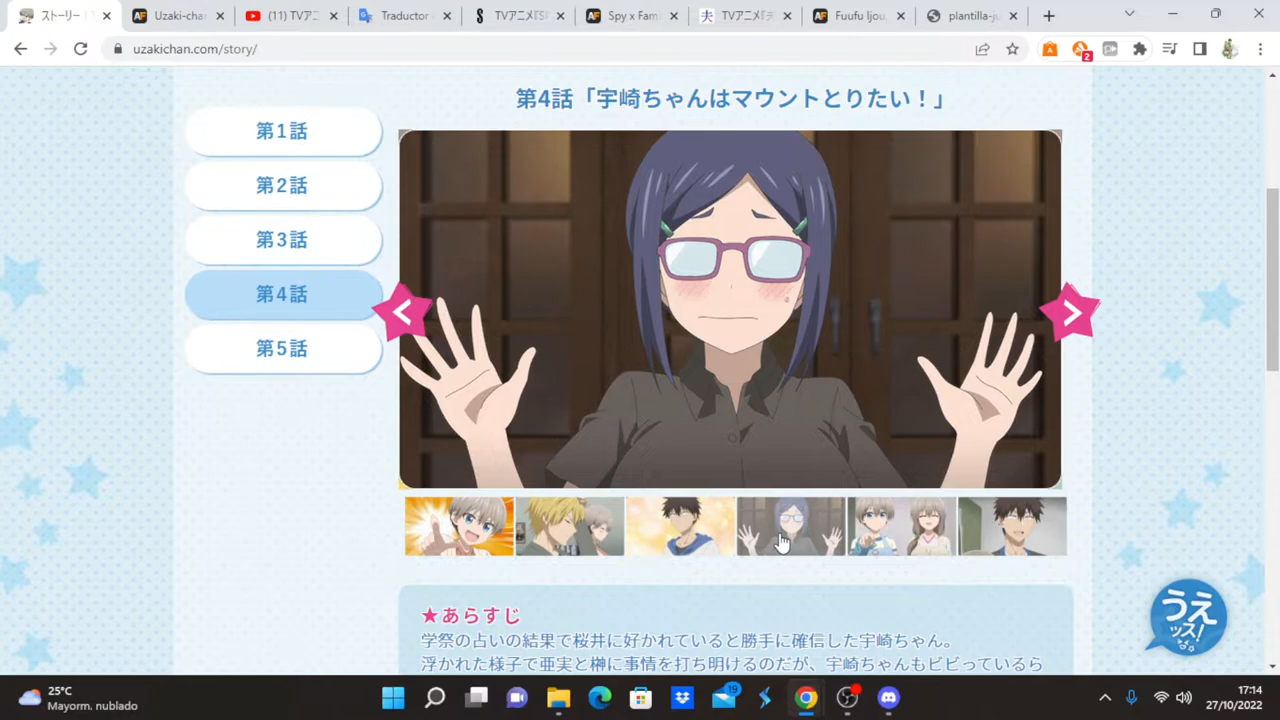 ストーリー | T
Uzaki-chan
(11) TVアニ
Traductor
TVアニメ『SP
Spy x Fam
TVアニメ『デ
Fuufu Ijou,
plantilla-ju
uzakichan.com/story/
2
第4話「宇崎ちゃんはマウントとりたい！」
第1話
第2話
第3話
第4話
第5話
<
>
★あらすじ
学祭の占いの結果で桜井に好かれていると勝手に確信した宇崎ちゃん。
浮かれた様子で亜実と榊に事情を打ち明けるのだが、宇崎ちゃんもビビっているら
うえ
ッス!
25°C
Mayorm. nublado
19
17:14
27/10/2022